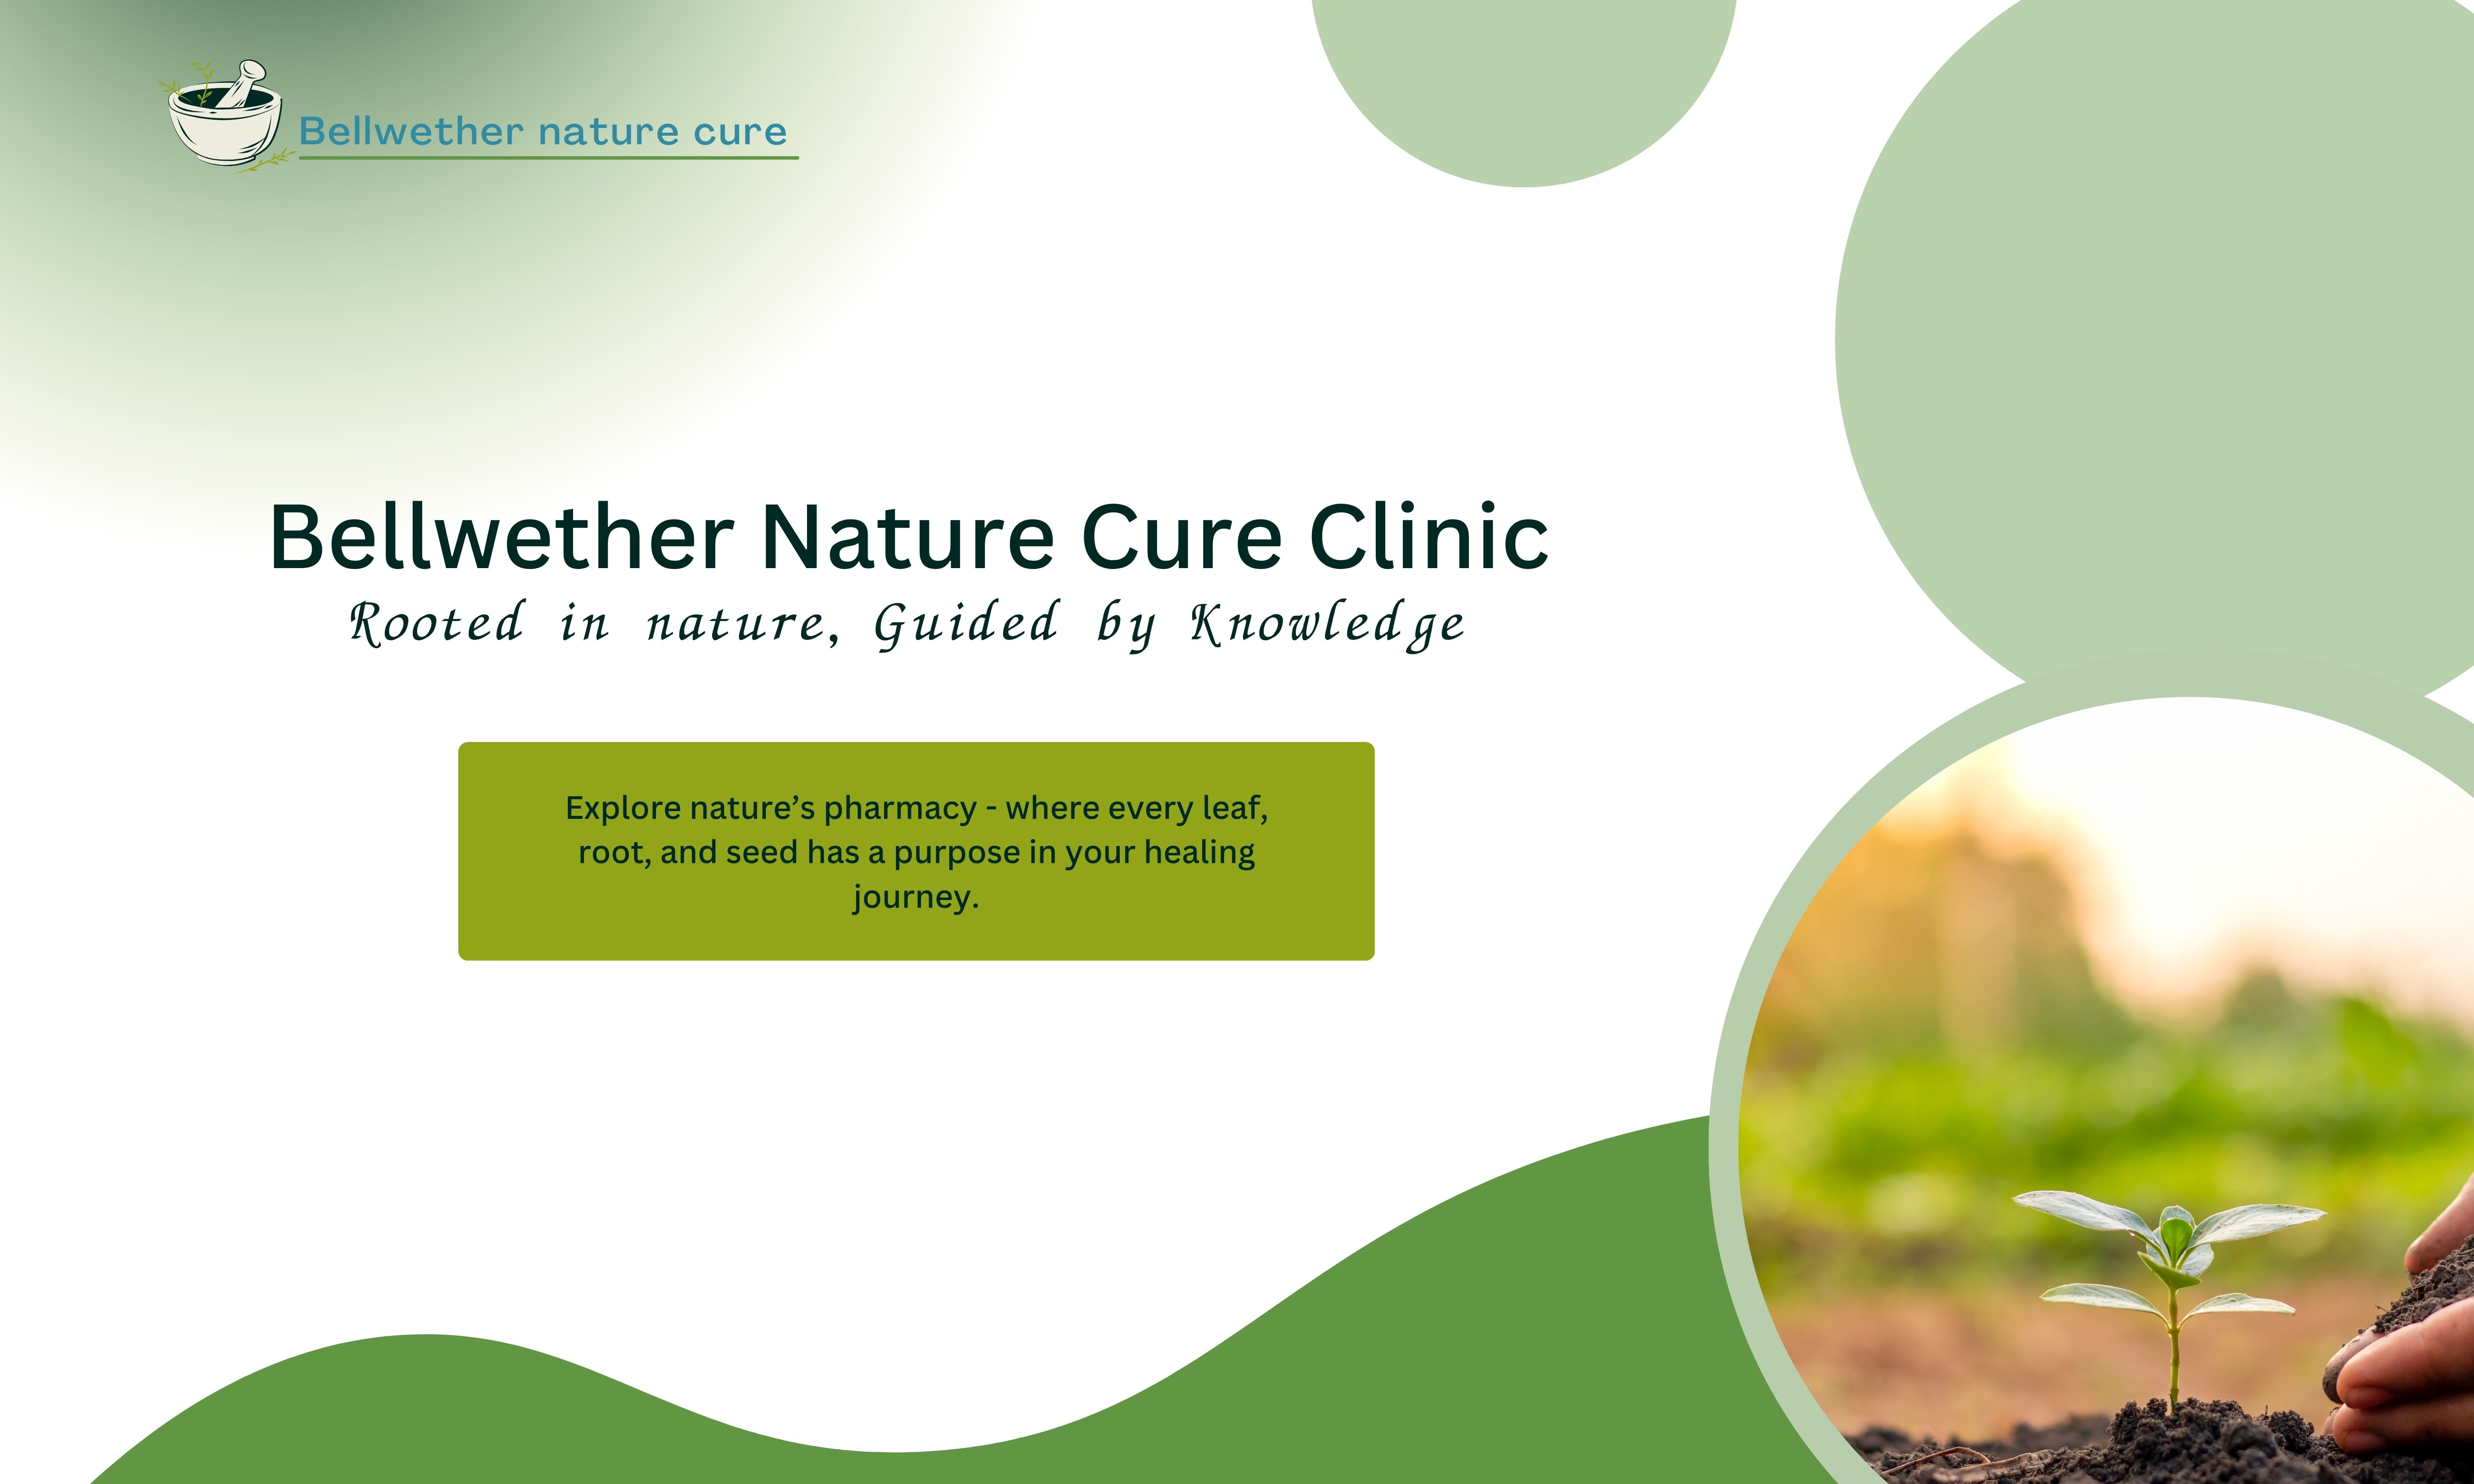 Bellwether nature cure
Bellwether Nature Cure Clinic
Rooted in nature, Guided by Knowledge
Explore nature’s pharmacy - where every leaf,
root, and seed has a purpose in your healing
journey.